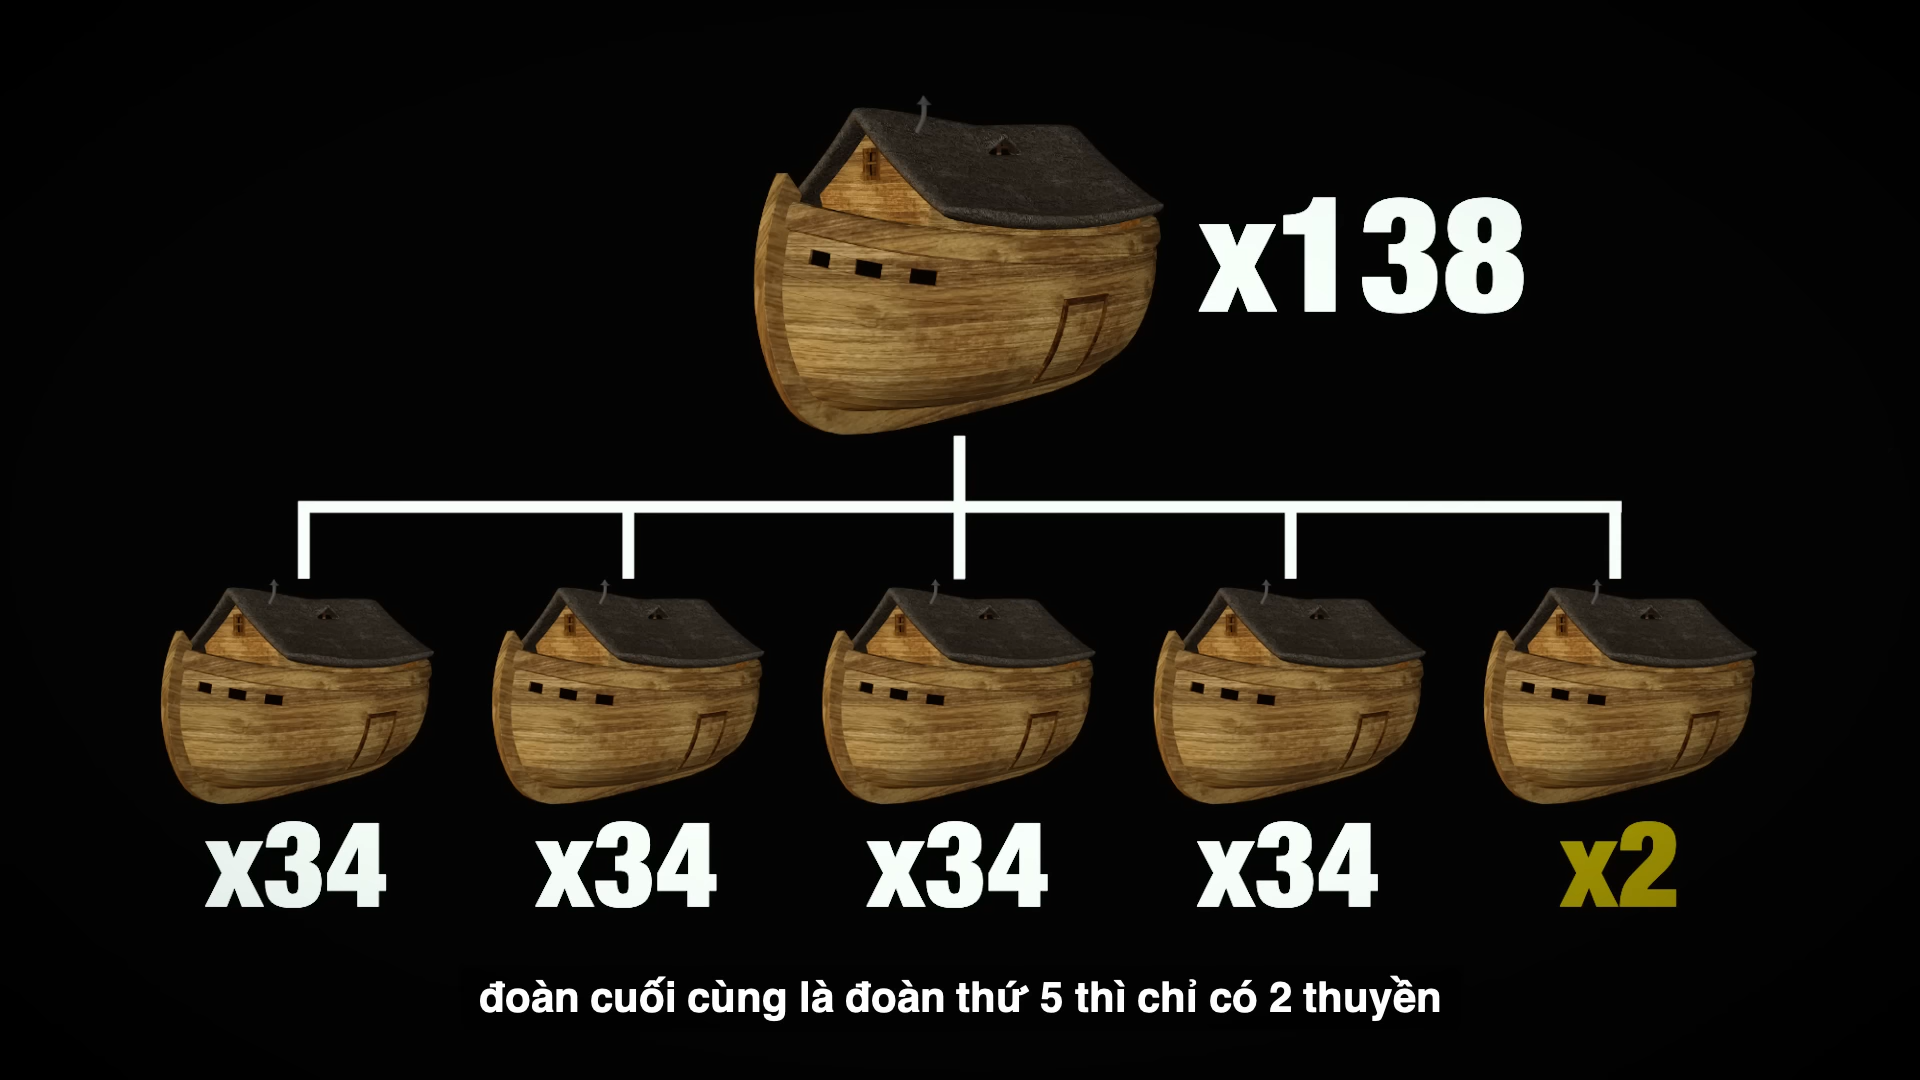 x138
x34
x34
x34
x34
x2
đoàn cuối cùng là đoàn thứ 5 thì chỉ có 2 thuyền